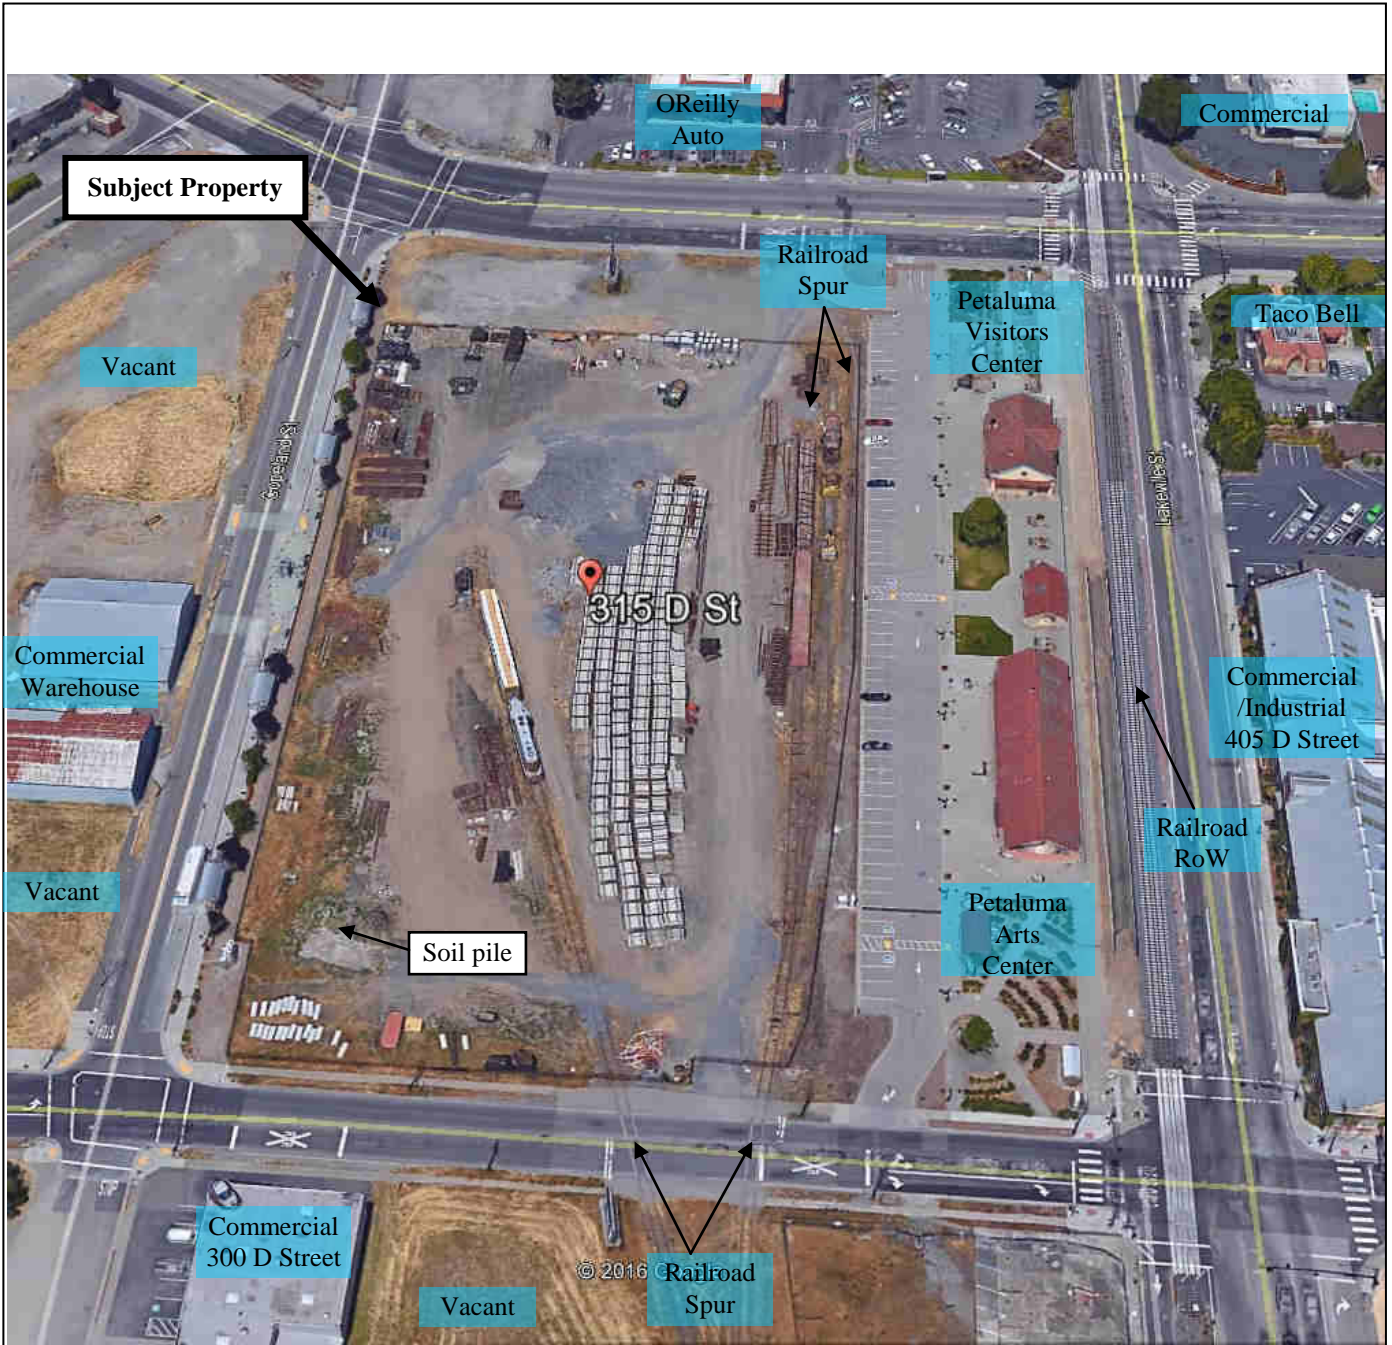 OReilly
Auto
Commercial
Subject Property
Railroad
Spur
Petaluma
Visitors
Center
Taco Bell
Vacant
Copeland St
Lakeville St
315 D St
Commercial
Warehouse
Commercial
/Industrial
405 D Street
Railroad
RoW
Vacant
Petaluma
Arts
Center
Soil pile
STOP
Commercial
300 D Street
© 2016
Railroad
Spur
Vacant